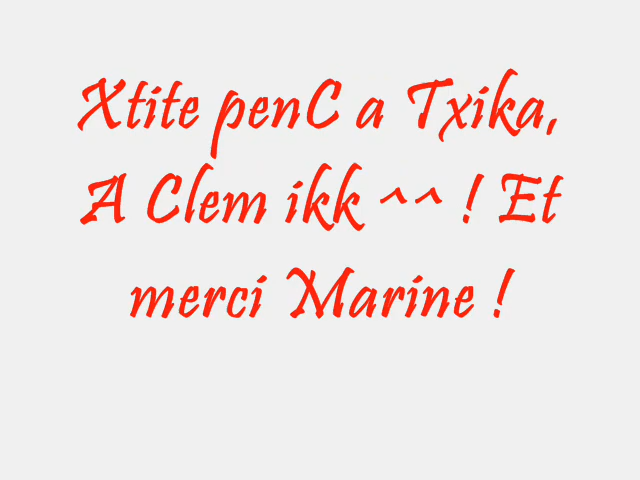 Xtite penC a Txika,
A Clem ikk ^^ ! Et
merci Marine !